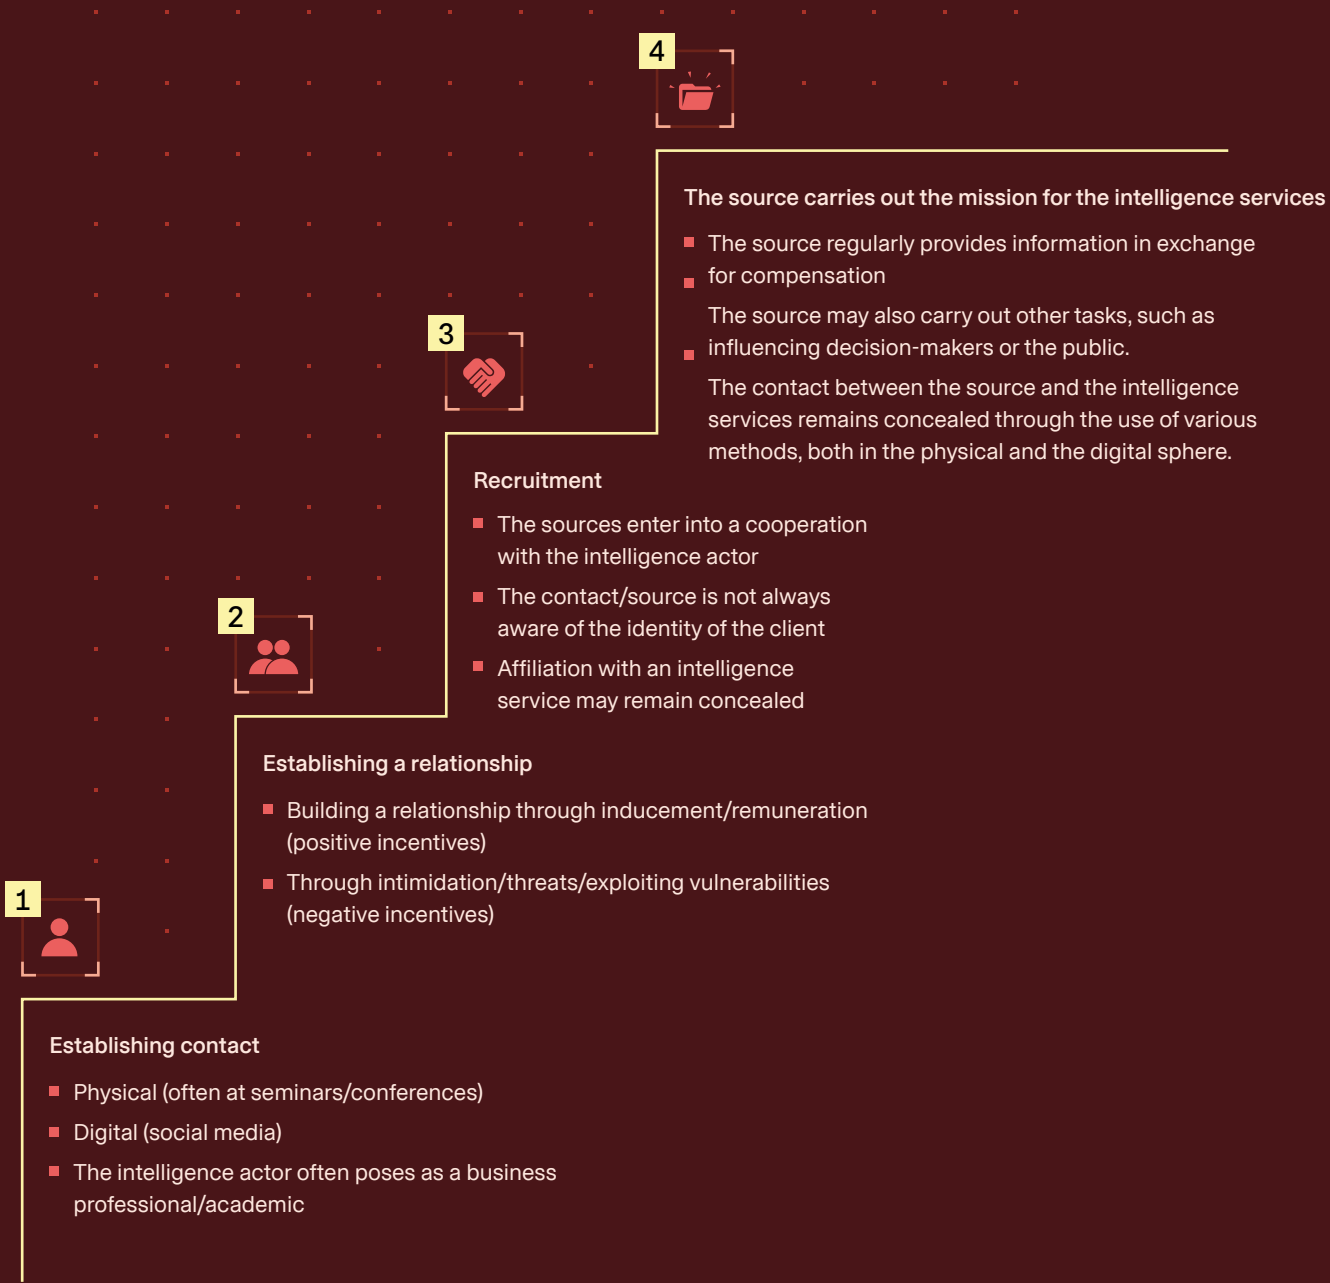 4
The source carries out the mission for the intelligence services
The source regularly provides information in exchange
for compensation
The source may also carry out other tasks, such as
influencing decision-makers or the public.
The contact between the source and the intelligence
services remains concealed through the use of various
methods, both in the physical and the digital sphere.
3
Recruitment
The sources enter into a cooperation
with the intelligence actor
The contact/source is not always
aware of the identity of the client
Affiliation with an intelligence
service may remain concealed
2
Establishing a relationship
Building a relationship through inducement/remuneration
(positive incentives)
Through intimidation/threats/exploiting vulnerabilities
(negative incentives)
1
Establishing contact
Physical (often at seminars/conferences)
Digital (social media)
The intelligence actor often poses as a business
professional/academic